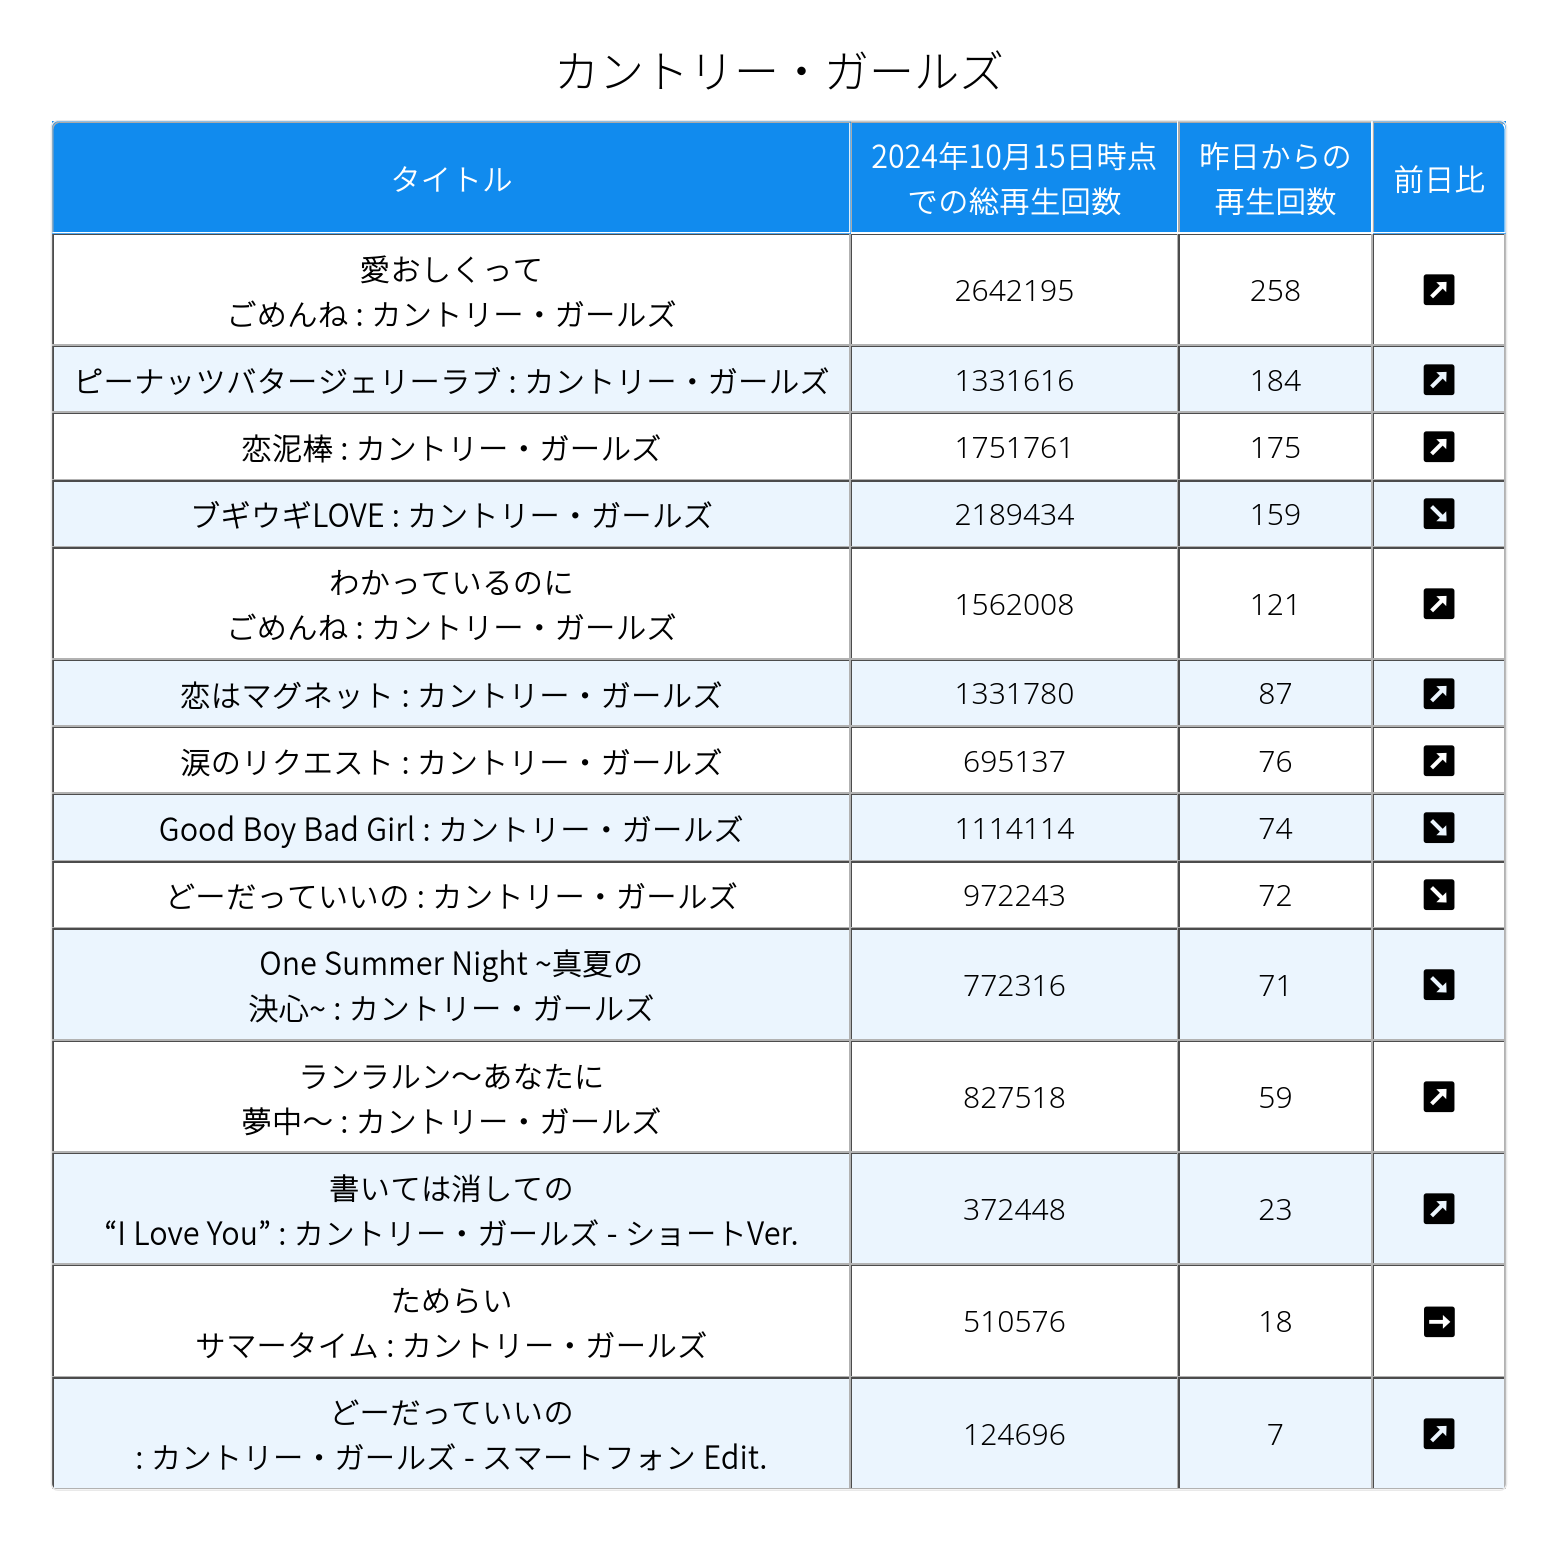 カントリー・ガールズ
タイトル
2024年10月15日時点
での総再生回数
昨日からの
再生回数
前日比
愛おしくって
ごめんね : カントリー・ガールズ
2642195
258
ピーナッツバタージェリーラブ : カントリー・ガールズ
1331616
184
恋泥棒 : カントリー・ガールズ
1751761
175
ブギウギLOVE : カントリー・ガールズ
2189434
159
わかっているのに
ごめんね : カントリー・ガールズ
1562008
121
恋はマグネット : カントリー・ガールズ
1331780
87
涙のリクエスト : カントリー・ガールズ
695137
76
Good Boy Bad Girl : カントリー・ガールズ
1114114
74
どーだっていいの : カントリー・ガールズ
972243
72
One Summer Night ~真夏の
決心~ : カントリー・ガールズ
772316
71
ランラルン〜あなたに
夢中〜 : カントリー・ガールズ
827518
59
書いては消しての
“I Love You” : カントリー・ガールズ - ショートVer.
372448
23
ためらい
サマータイム : カントリー・ガールズ
510576
18
どーだっていいの
: カントリー・ガールズ - スマートフォン Edit.
124696
7